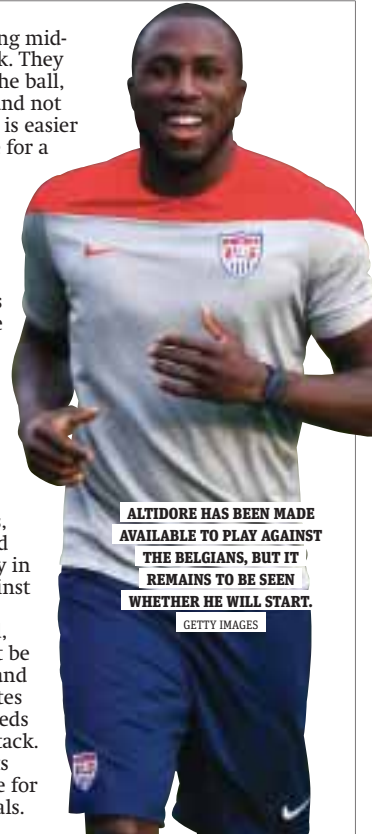 ng mid-
k. They
he ball,
and not
is easier
for a
s
e
s,
d
y in
inst
,
t be
and
tes
eds
tack.
s
e for
als.
ALTIDORE HAS BEEN MADE
AVAILABLE TO PLAY AGAINST
THE BELGIANS, BUT IT
REMAINS TO BE SEEN
WHETHER HE WILL START.
GETTY IMAGES